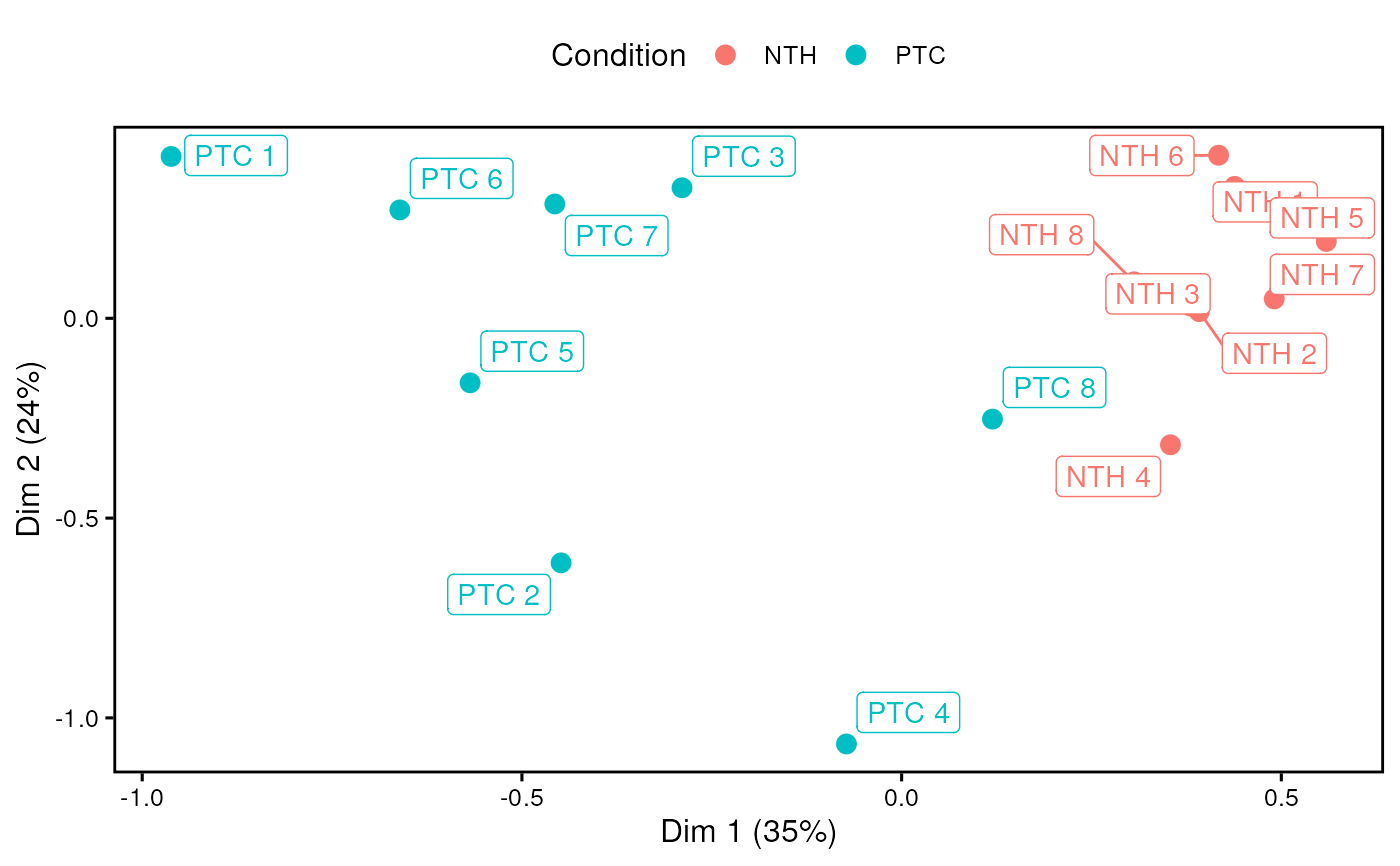 Condition NTH PTC
PTC 1
PTC 3
NTH 6
PTC 6
NTH 1
NTH 5
NTH 8
PTC 7
NTH 7
NTH 3
0.0
PTC 5
NTH 2
PTC 8
NTH 4
-0.5
PTC 2
PTC 4
-1.0
Dim 2 (24%)
-1.0 -0.5 0.0 0.5
Dim 1 (35%)